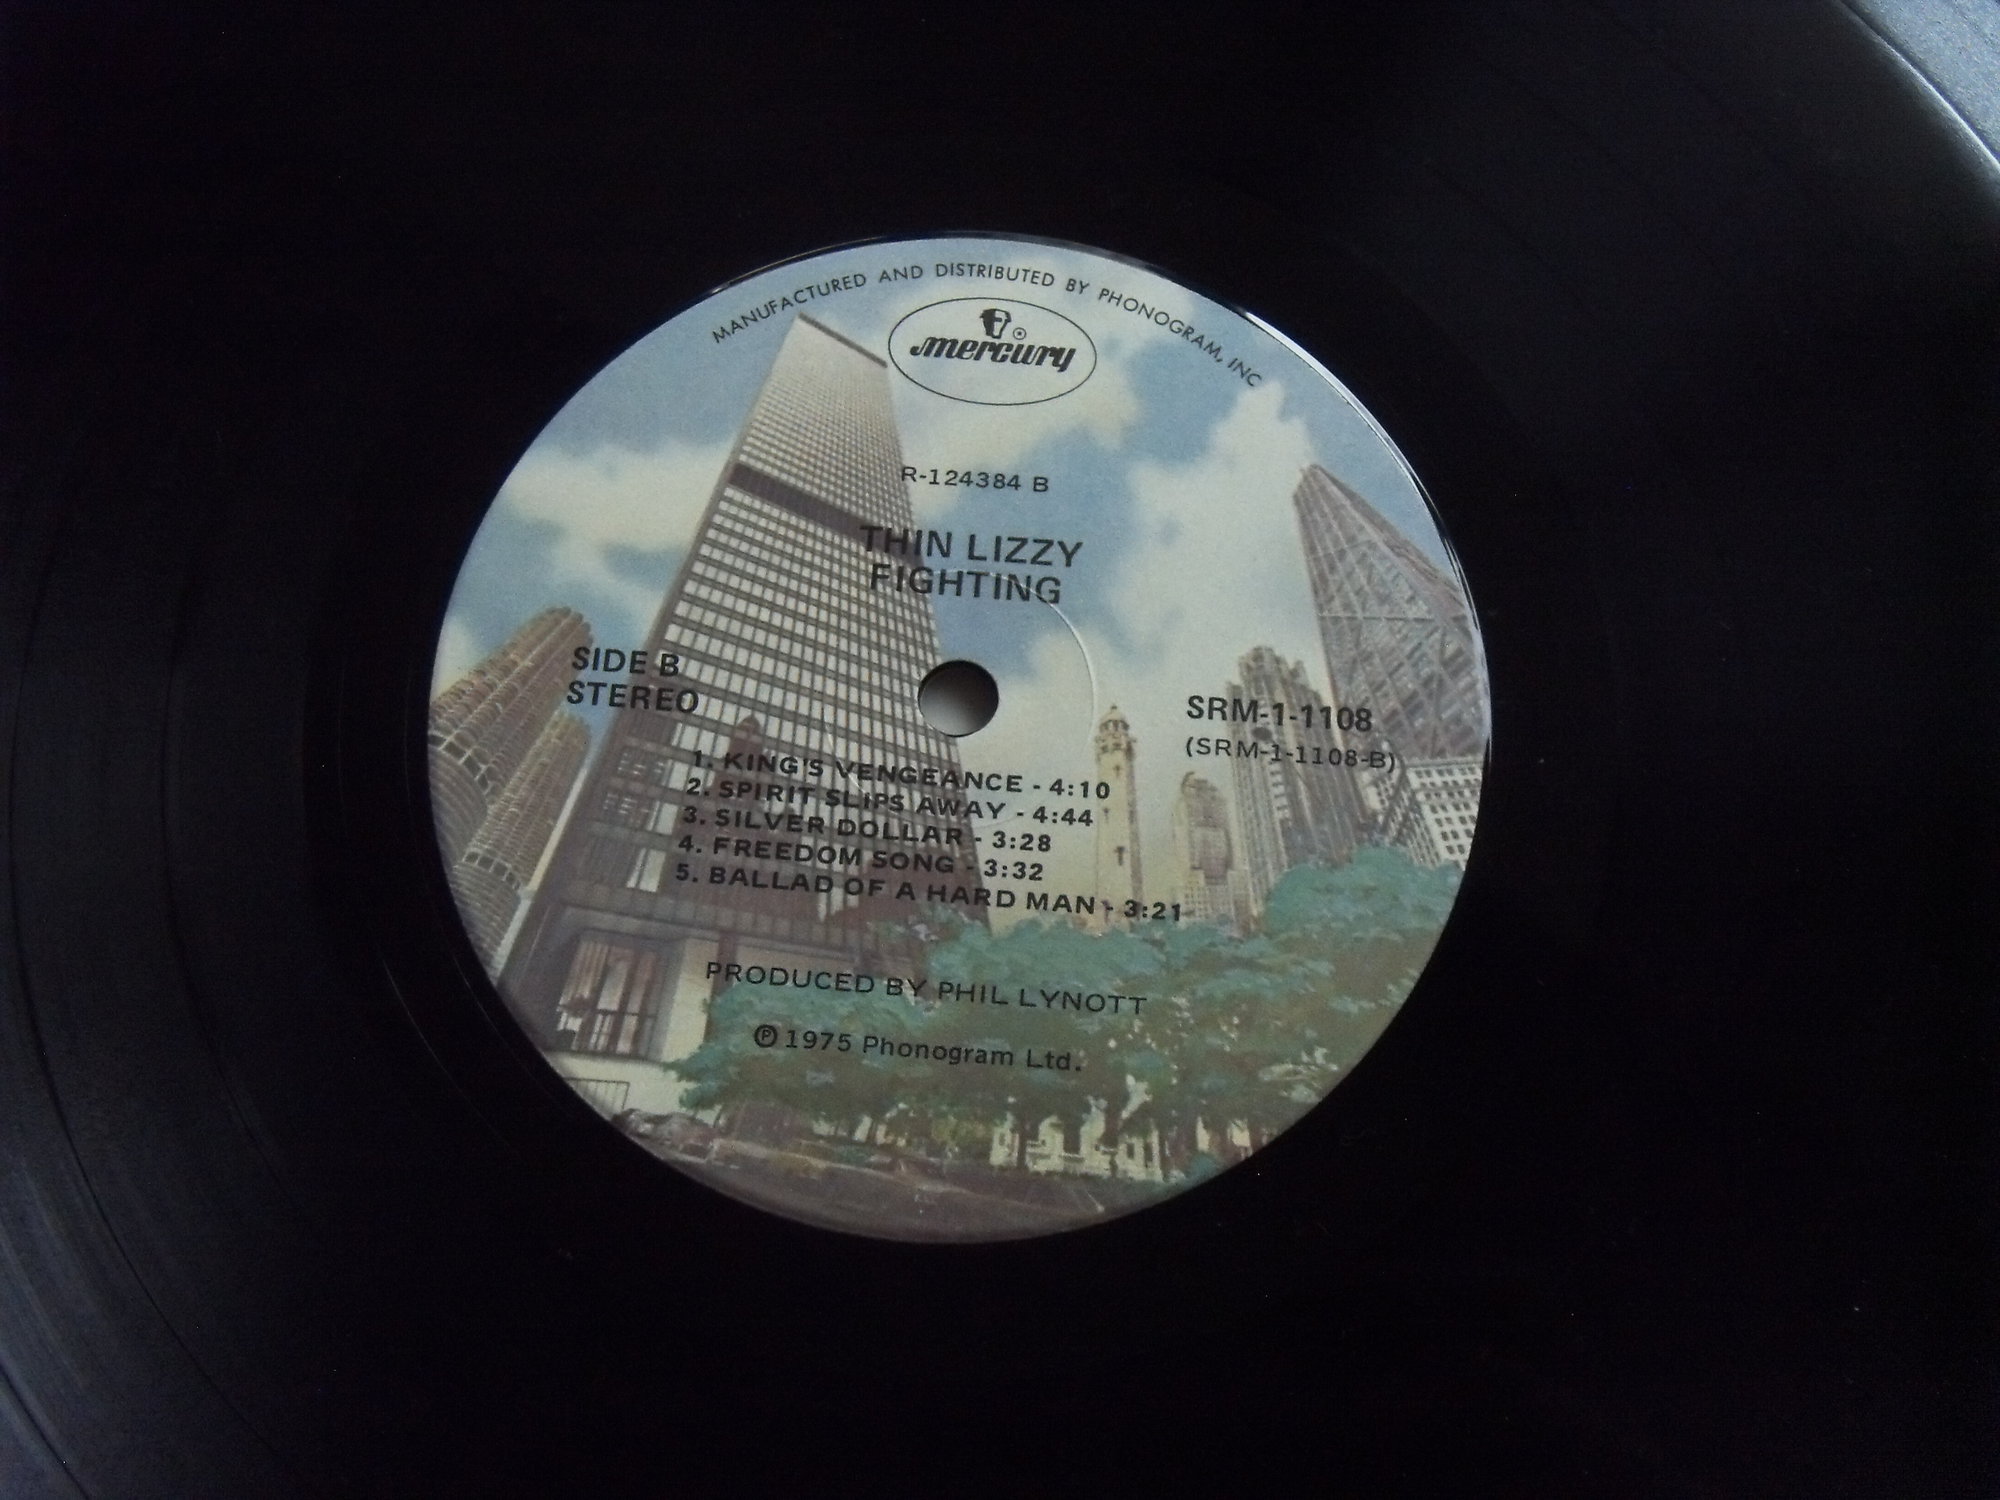 MANUFACTURED AND DISTRIBUTED BY PHONOGRAM, INC
mercury ®
R-124384 B
THIN LIZZY
FIGHTING
SIDE B
STEREO
SRM-1-1108
(SRM-1-1108-B)
1. KING'S VENGEANCE - 4:10
2. SPIRIT SLIPS AWAY - 4:44
3. SILVER DOLLAR - 3:28
4. FREEDOM SONG - 3:32
5. BALLAD OF A HARD MAN - 3:21
PRODUCED BY PHIL LYNOTT
℗ 1975 Phonogram Ltd.